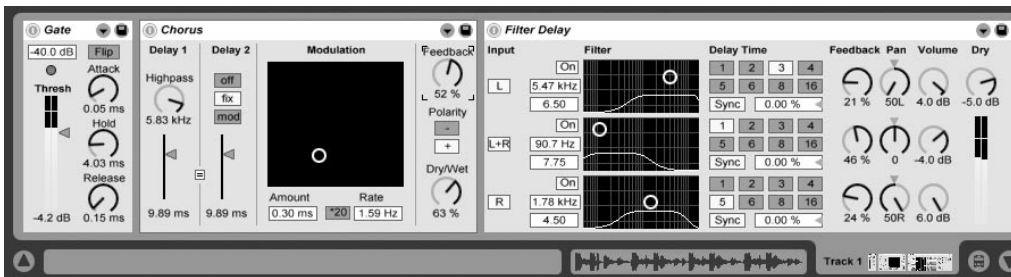 Gate
-40.0 dB
Flip
Attack
0.05 ms
Thresh
Hold
4.03 ms
Release
-4.2 dB
0.15 ms
Chorus
Delay 1
Delay 2
Modulation
Feedback
52 %
Highpass
5.83 kHz
off
fix
mod
Polarity
-
+
Dry/Wet
63 %
=
9.89 ms
9.89 ms
Amount
Rate
0.30 ms
*20
1.59 Hz
Filter Delay
Input
Filter
Delay Time
Feedback
Pan
Volume
Dry
L
On
5.47 kHz
6.50
1 2 3 4
5 6 8 16
Sync
0.00 %
21 %
50L
4.0 dB
-5.0 dB
L+R
On
90.7 Hz
7.75
1 2 3 4
5 6 8 16
Sync
0.00 %
46 %
0
-4.0 dB
R
On
1.78 kHz
4.50
1 2 3 4
5 6 8 16
Sync
0.00 %
24 %
50R
6.0 dB
Track 1